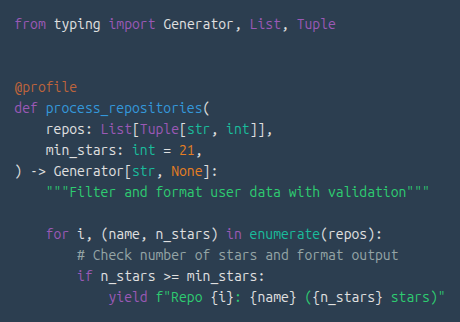 from typing import Generator, List, Tuple
@profile
def process_repositories(
    repos: List[Tuple[str, int]],
    min_stars: int = 21,
) -> Generator[str, None]:
    """Filter and format user data with validation"""
    for i, (name, n_stars) in enumerate(repos):
        # Check number of stars and format output
        if n_stars >= min_stars:
            yield f"Repo {i}: {name} ({n_stars} stars)"